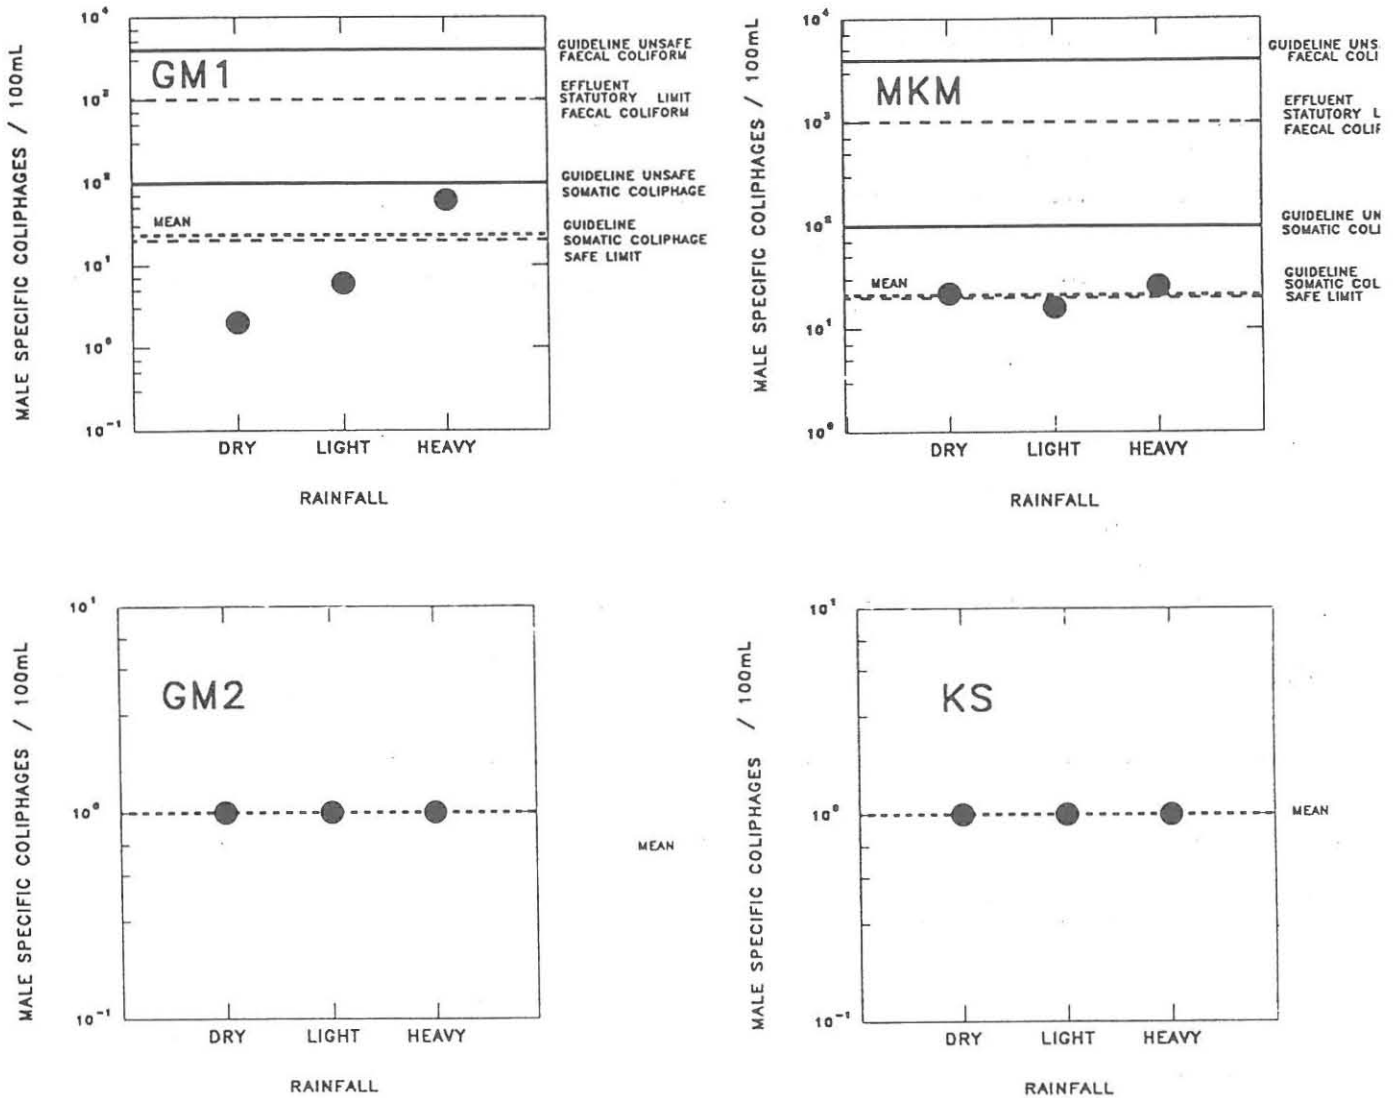 10⁴
GUIDELINE UNSAFE
FAECAL COLIFORM
GM1
EFFLUENT
STATUTORY LIMIT
FAECAL COLIFORM
10²
10²
GUIDELINE UNSAFE
SOMATIC COLIPHAGE
MEAN
GUIDELINE
SOMATIC COLIPHAGE
SAFE LIMIT
10¹
10⁰
10⁻¹
MALE SPECIFIC COLIPHAGES / 100mL
DRY LIGHT HEAVY
RAINFALL
10⁴
GUIDELINE UNS
FAECAL COLI
MKM
EFFLUENT
STATUTORY L
FAECAL COLIF
10³
10²
GUIDELINE UN
SOMATIC COLI
MEAN
GUIDELINE
SOMATIC COL
SAFE LIMIT
10¹
10⁰
MALE SPECIFIC COLIPHAGES / 100mL
DRY LIGHT HEAVY
RAINFALL
10¹
GM2
10⁰
MEAN
10⁻¹
MALE SPECIFIC COLIPHAGES / 100mL
DRY LIGHT HEAVY
RAINFALL
10¹
KS
10⁰
MEAN
10⁻¹
MALE SPECIFIC COLIPHAGES / 100mL
DRY LIGHT HEAVY
RAINFALL